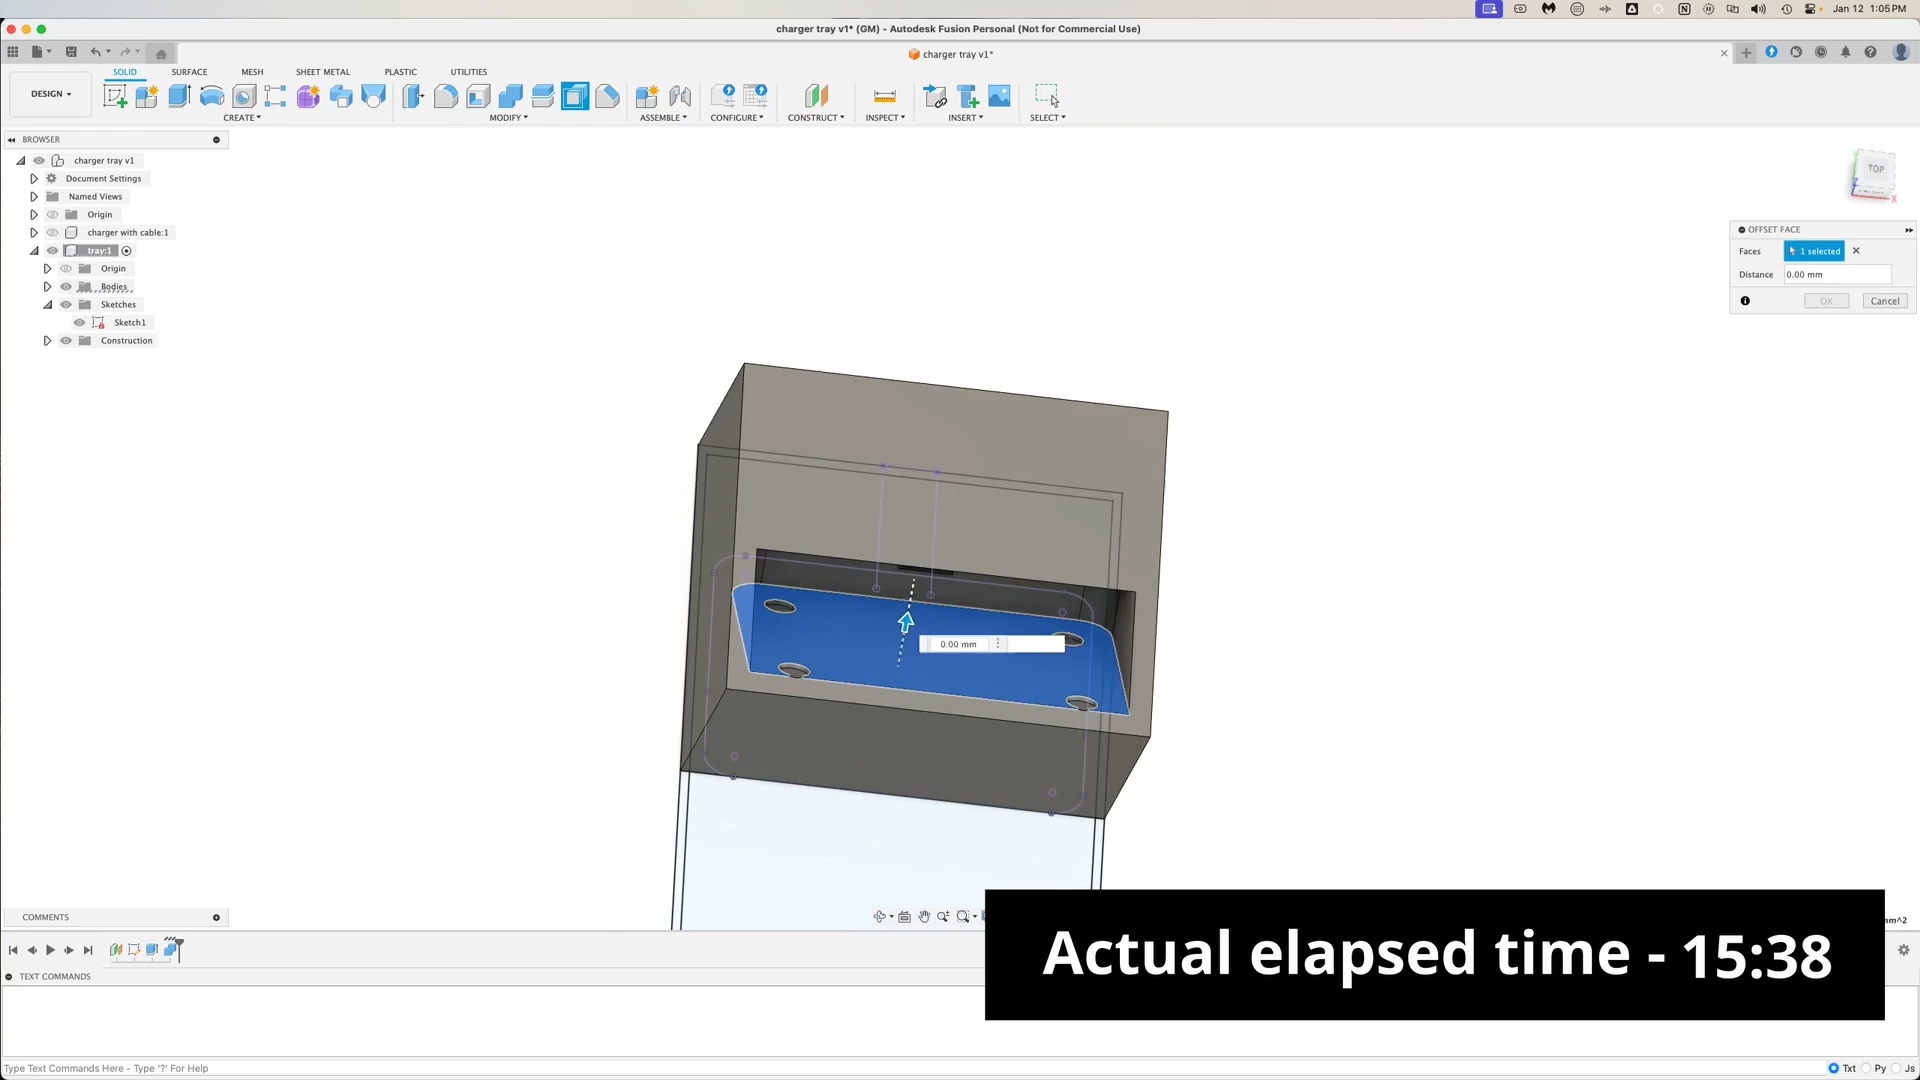 Jan 12 1:05PM
charger tray v1* (GM) - Autodesk Fusion Personal (Not for Commercial Use)
charger tray v1*
SOLID SURFACE MESH SHEET METAL PLASTIC UTILITIES
DESIGN
CREATE MODIFY ASSEMBLE CONFIGURE CONSTRUCT INSPECT INSERT SELECT
BROWSER
charger tray v1
Document Settings
Named Views
Origin
charger with cable:1
tray:1
Origin
Bodies
Sketches
Sketch1
Construction
TOP
Z
X
OFFSET FACE
Faces 1 selected
Distance 0.00 mm
OK Cancel
0.00 mm
COMMENTS
mm^2
Actual elapsed time - 15:38
TEXT COMMANDS
Type Text Commands Here - Type '?' For Help
Txt Py Js